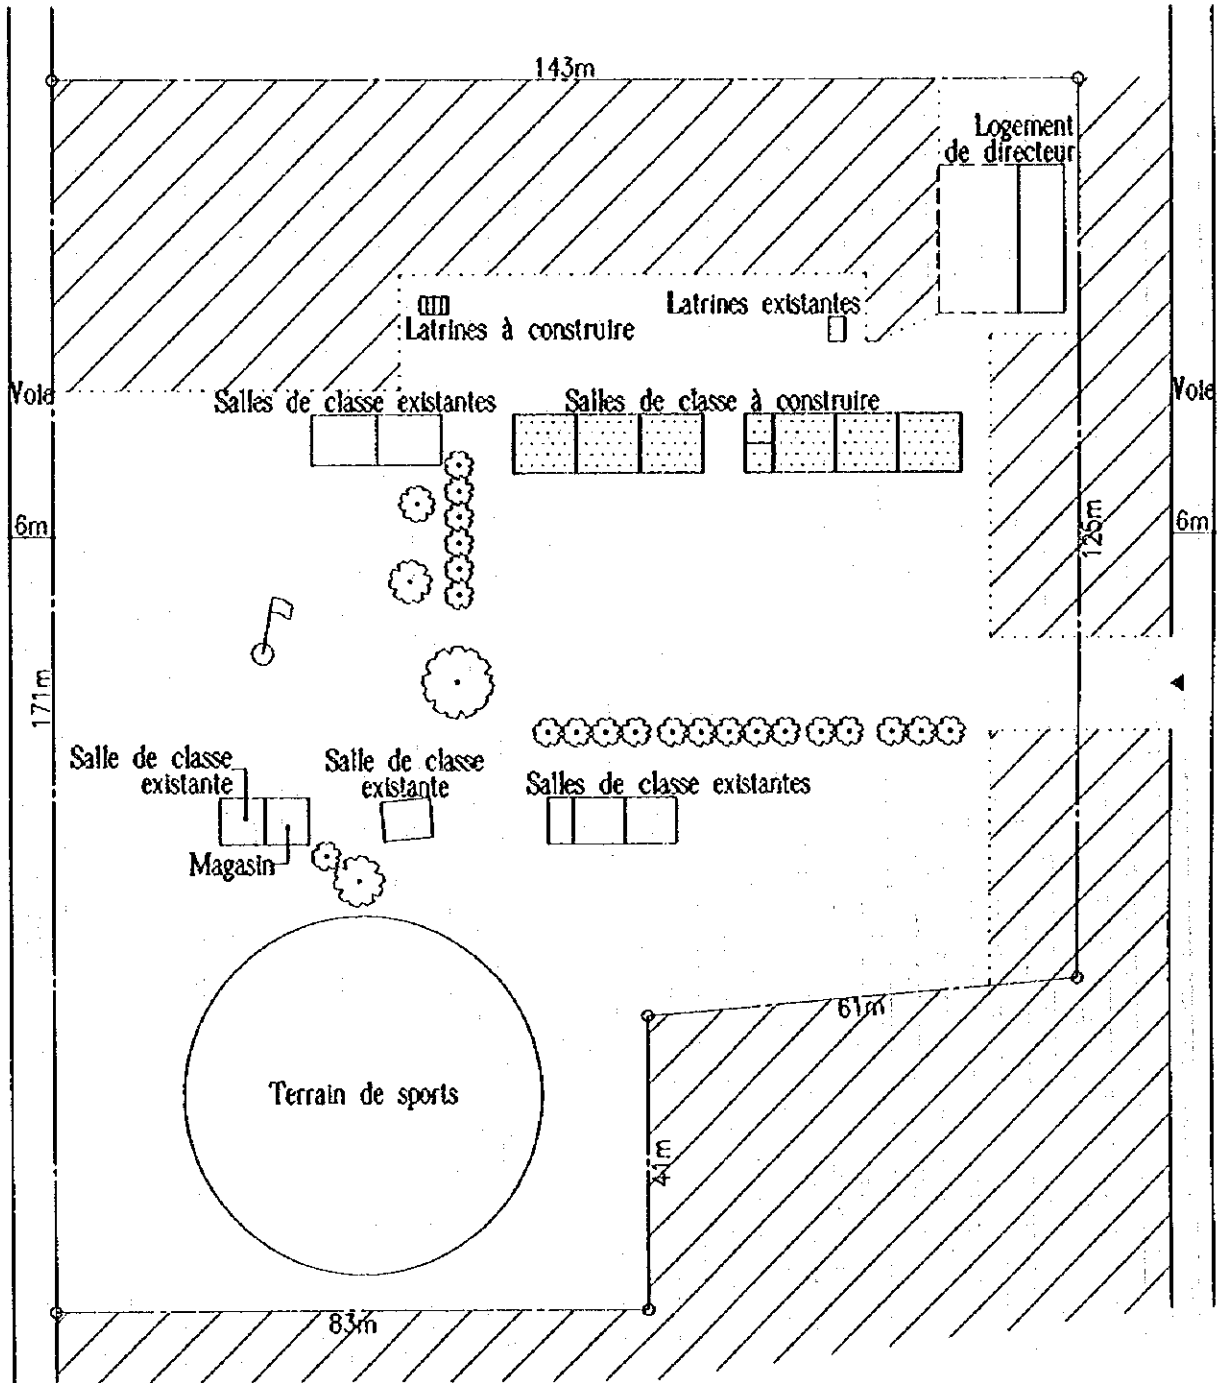 143m
Logement
de directeur
Latrines existantes
Latrines à construire
Voie
Voie
Salles de classe existantes
Salles de classe à construire
6m
125m
6m
171m
Salle de classe
existante
Salle de classe
existante
Salles de classe existantes
Magasin
61m
Terrain de sports
41m
83m